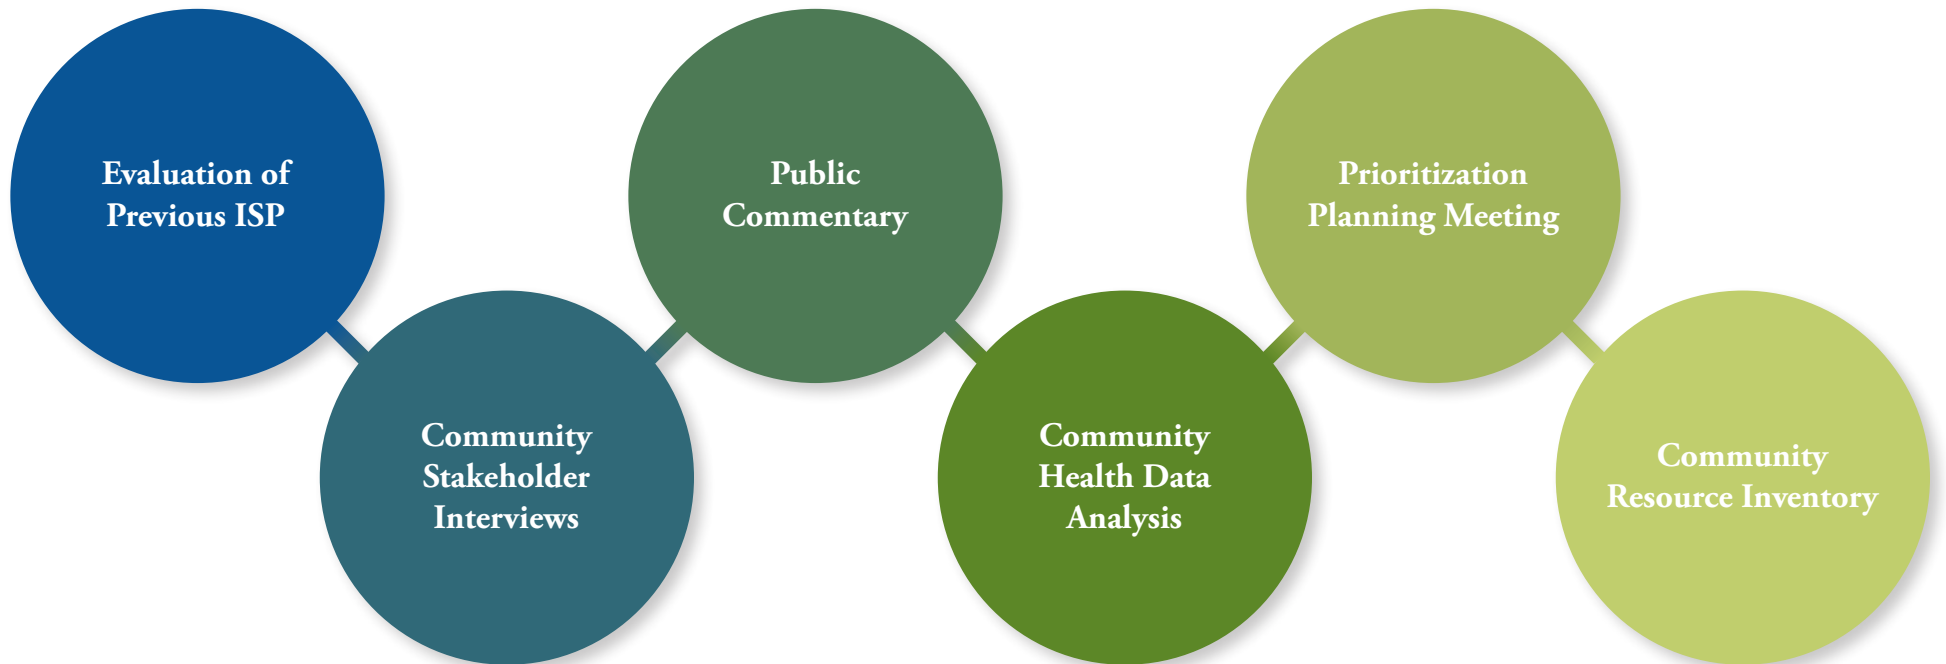 Evaluation of
Previous ISP
Community
Stakeholder
Interviews
Public
Commentary
Community
Health Data
Analysis
Prioritization
Planning Meeting
Community
Resource Inventory